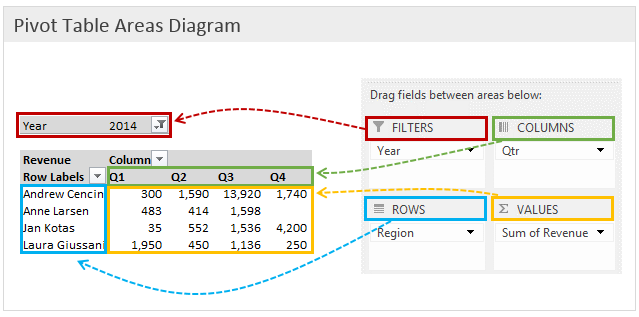 Pivot Table Areas Diagram
Drag fields between areas below:
Year 2014
FILTERS COLUMNS
Year Qtr
Revenue Column
Row Labels Q1 Q2 Q3 Q4
Andrew Cencin 300 1,590 13,920 1,740
Anne Larsen 483 414 1,598
Jan Kotas 35 552 1,536 4,200
Laura Giussani 1,950 450 1,136 250
ROWS Σ VALUES
Region Sum of Revenue